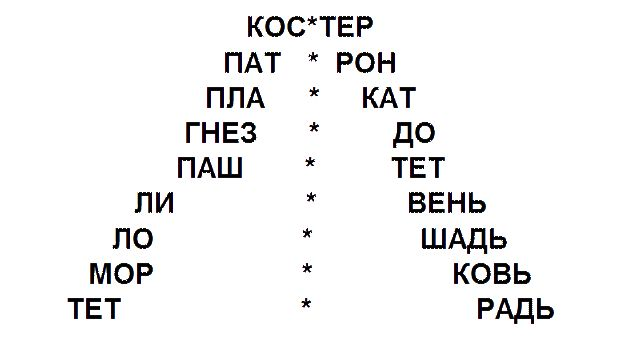 КОС*ТЕР
ПАТ * РОН
ПЛА * КАТ
ГНЕЗ * ДО
ПАШ * ТЕТ
ЛИ * ВЕНЬ
ЛО * ШАДЬ
МОР * КОВЬ
ТЕТ * РАДЬ